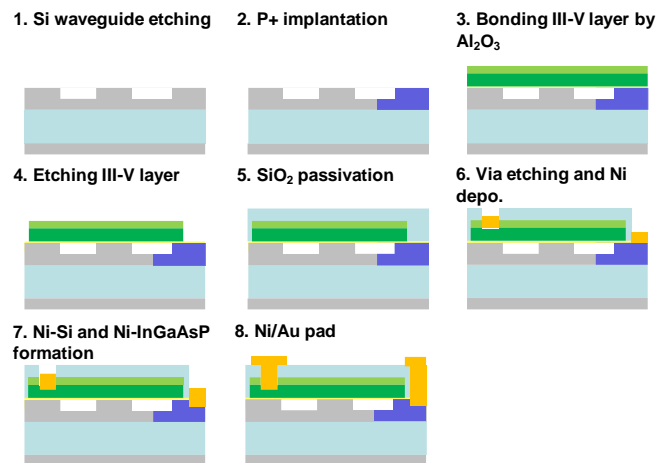 1. Si waveguide etching
2. P+ implantation
3. Bonding III-V layer by
Al₂O₃
4. Etching III-V layer
5. SiO₂ passivation
6. Via etching and Ni
depo.
7. Ni-Si and Ni-InGaAsP
formation
8. Ni/Au pad